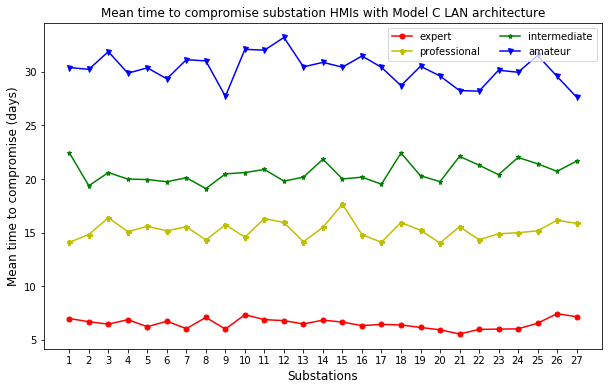 Mean time to compromise substation HMIs with Model C LAN architecture
expert
professional
intermediate
amateur
Mean time to compromise (days)
30
25
20
15
10
5
1 2 3 4 5 6 7 8 9 10 11 12 13 14 15 16 17 18 19 20 21 22 23 24 25 26 27
Substations